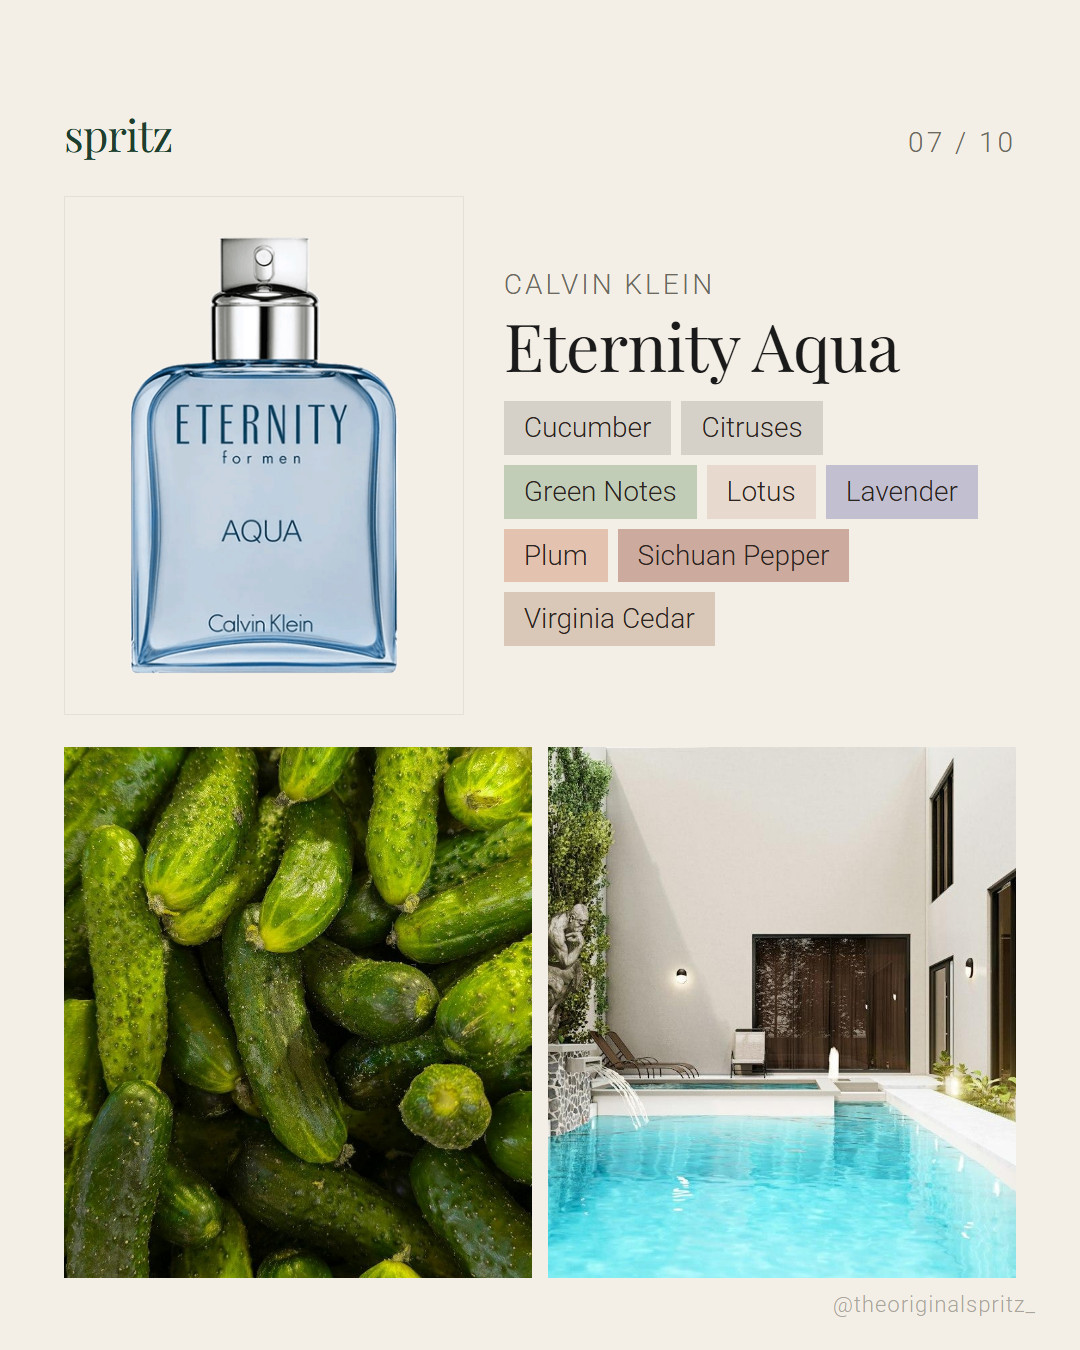 spritz
07 / 10
ETERNITY
for men
AQUA
Calvin Klein
CALVIN KLEIN
Eternity Aqua
Cucumber Citruses
Green Notes Lotus Lavender
Plum Sichuan Pepper
Virginia Cedar
@theoriginalspritz_